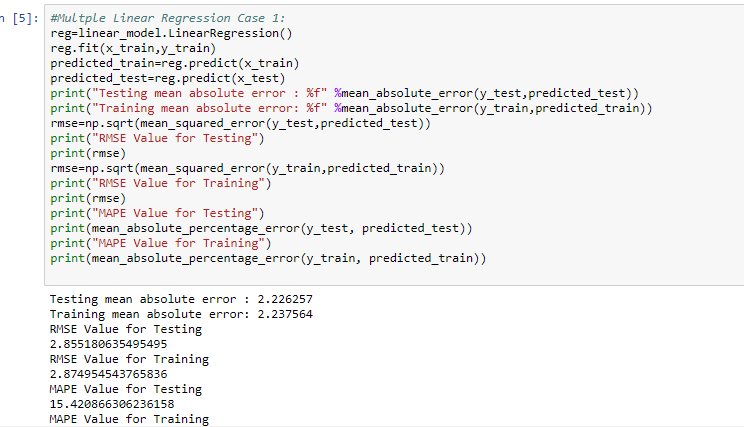 n [5]: #Multple Linear Regression Case 1:
reg=linear_model.LinearRegression()
reg.fit(x_train,y_train)
predicted_train=reg.predict(x_train)
predicted_test=reg.predict(x_test)
print("Testing mean absolute error : %f" %mean_absolute_error(y_test,predicted_test))
print("Training mean absolute error: %f" %mean_absolute_error(y_train,predicted_train))
rmse=np.sqrt(mean_squared_error(y_test,predicted_test))
print("RMSE Value for Testing")
print(rmse)
rmse=np.sqrt(mean_squared_error(y_train,predicted_train))
print("RMSE Value for Training")
print(rmse)
print("MAPE Value for Testing")
print(mean_absolute_percentage_error(y_test, predicted_test))
print("MAPE Value for Training")
print(mean_absolute_percentage_error(y_train, predicted_train))
Testing mean absolute error : 2.226257
Training mean absolute error: 2.237564
RMSE Value for Testing
2.855180635495495
RMSE Value for Training
2.874954543765836
MAPE Value for Testing
15.420866306236158
MAPE Value for Training